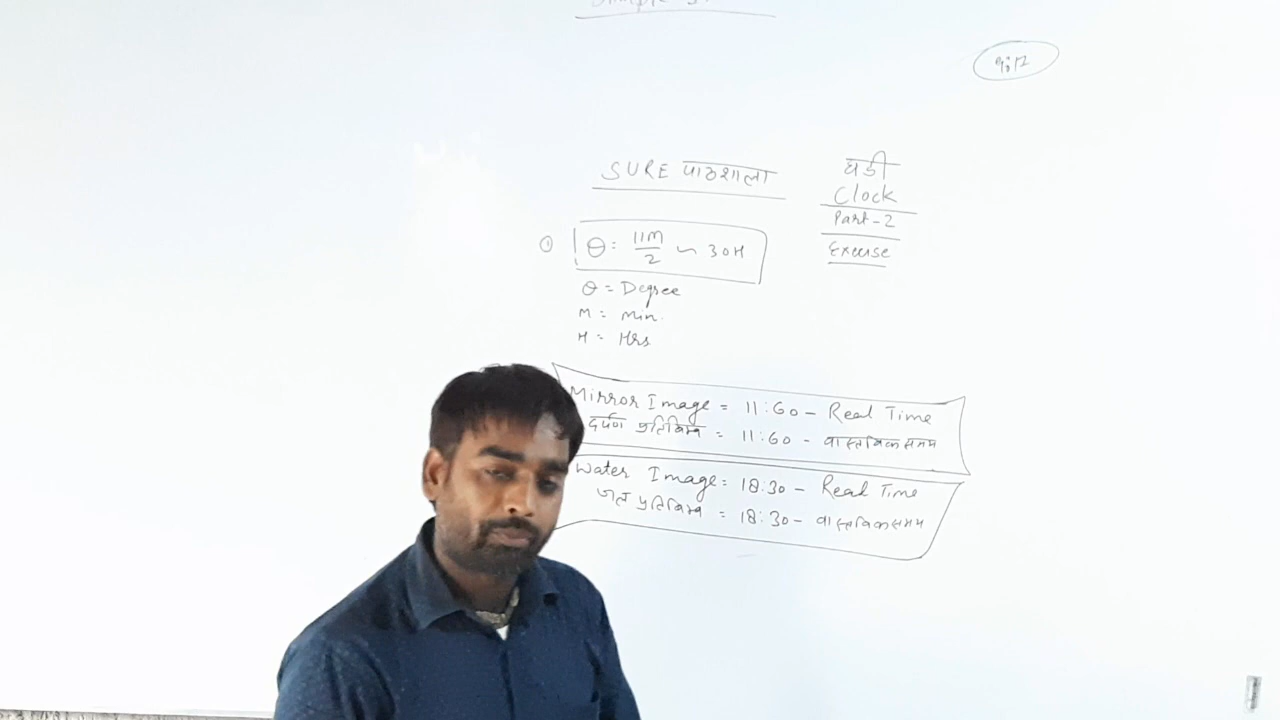 SURE पाठशाला
घडी
Clock
Part-2
Exercise
① θ = 11M/2 ~ 30H
θ = Degree
M = Min.
H = Hrs
Mirror Image = 11:60 - Real Time
दर्पण प्रतिबिम्ब = 11:60 - वास्तविक समय
Water Image = 18:30 - Real Time
जल प्रतिबिम्ब = 18:30 - वास्तविक समय